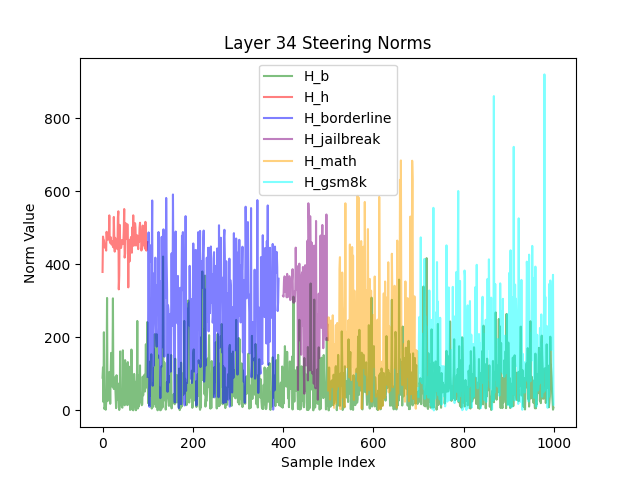 Layer 34 Steering Norms
H_b
H_h
H_borderline
H_jailbreak
H_math
H_gsm8k
800
600
400
200
0
Norm Value
0
200
400
600
800
1000
Sample Index